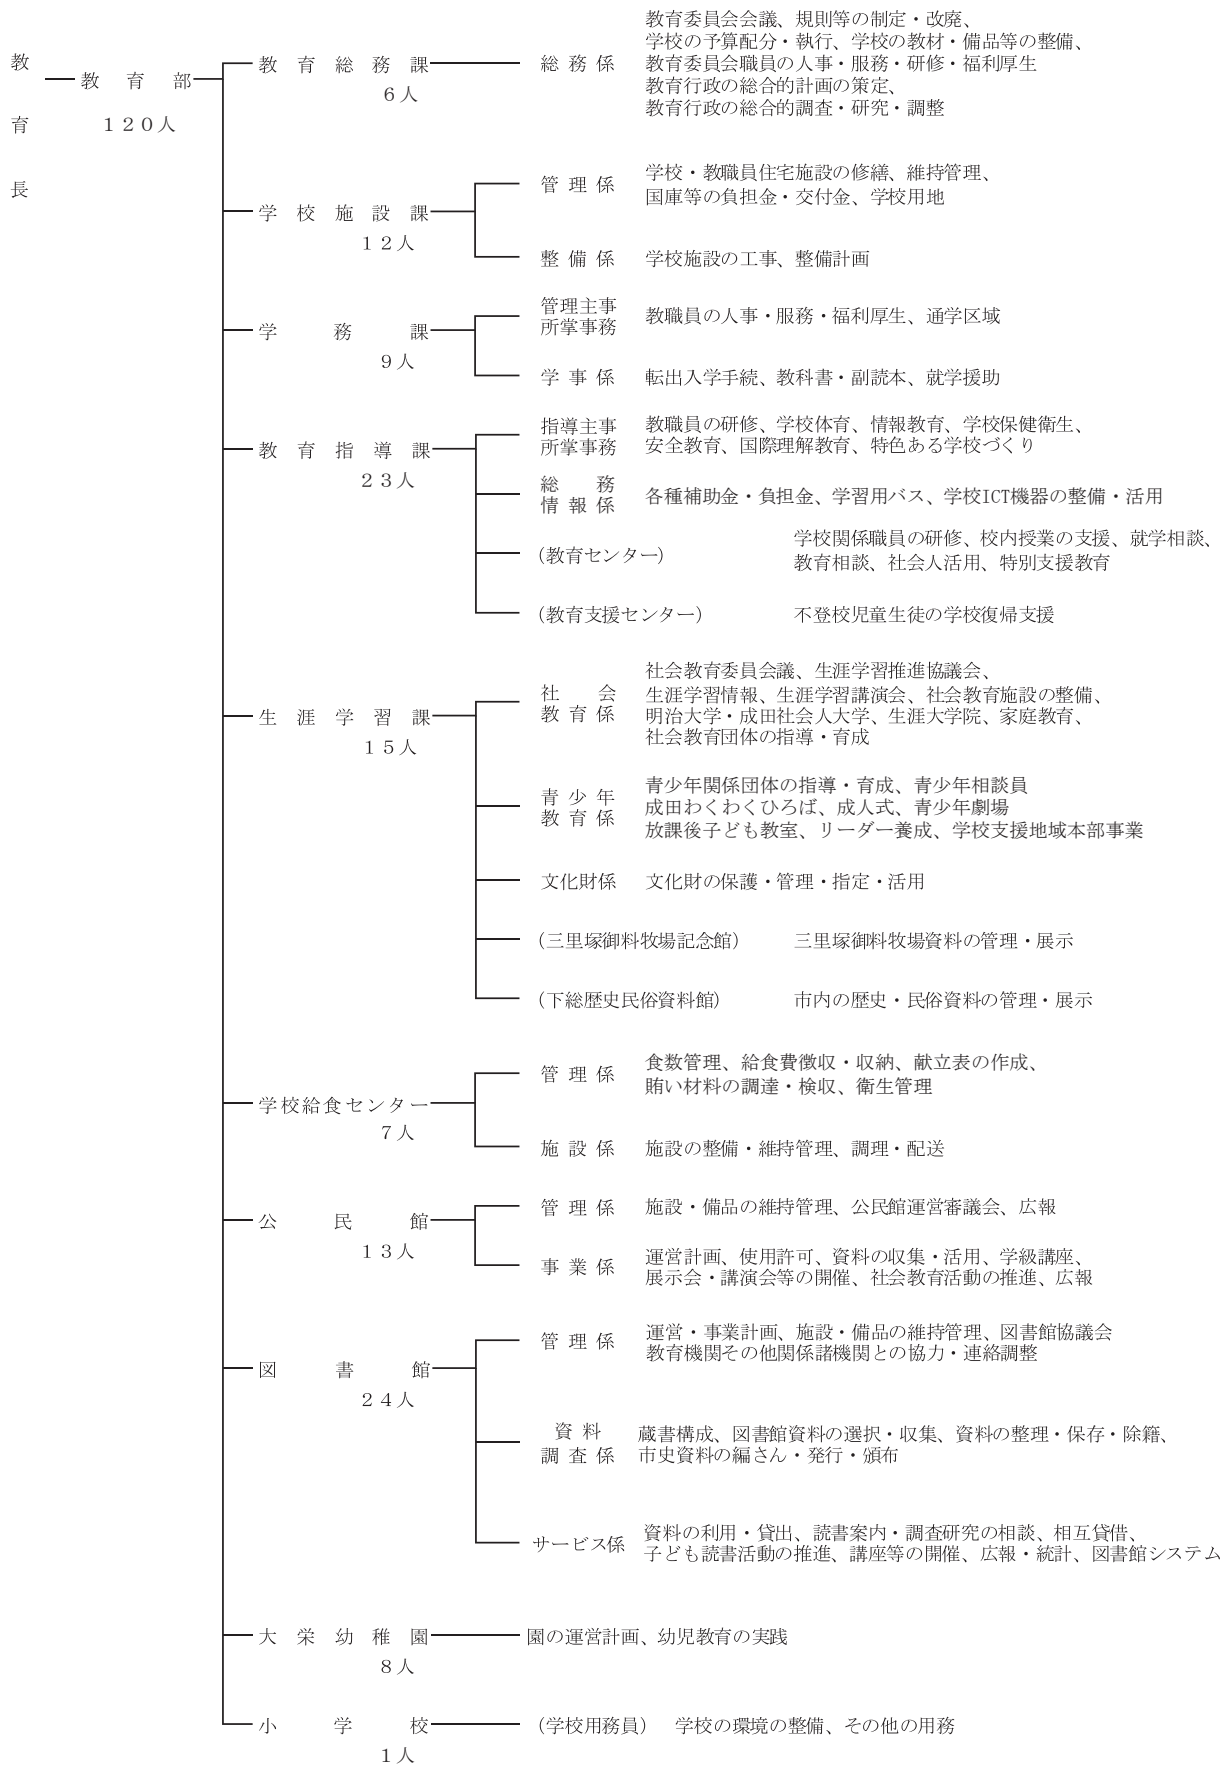 教育長
教育部
１２０人
教育総務課
６人
総務係
教育委員会会議、規則等の制定・改廃、
学校の予算配分・執行、学校の教材・備品等の整備、
教育委員会職員の人事・服務・研修・福利厚生
教育行政の総合的計画の策定、
教育行政の総合的調査・研究・調整
学校施設課
１２人
管理係
学校・教職員住宅施設の修繕、維持管理、
国庫等の負担金・交付金、学校用地
整備係
学校施設の工事、整備計画
学務課
９人
管理主事
所掌事務
教職員の人事・服務・福利厚生、通学区域
学事係
転出入学手続、教科書・副読本、就学援助
教育指導課
２３人
指導主事
所掌事務
教職員の研修、学校体育、情報教育、学校保健衛生、
安全教育、国際理解教育、特色ある学校づくり
総務
情報係
各種補助金・負担金、学習用バス、学校ICT機器の整備・活用
（教育センター）
学校関係職員の研修、校内授業の支援、就学相談、
教育相談、社会人活用、特別支援教育
（教育支援センター）
不登校児童生徒の学校復帰支援
生涯学習課
１５人
社会
教育係
社会教育委員会議、生涯学習推進協議会、
生涯学習情報、生涯学習講演会、社会教育施設の整備、
明治大学・成田社会人大学、生涯大学院、家庭教育、
社会教育団体の指導・育成
青少年
教育係
青少年関係団体の指導・育成、青少年相談員
成田わくわくひろば、成人式、青少年劇場
放課後子ども教室、リーダー養成、学校支援地域本部事業
文化財係
文化財の保護・管理・指定・活用
（三里塚御料牧場記念館）
三里塚御料牧場資料の管理・展示
（下総歴史民俗資料館）
市内の歴史・民俗資料の管理・展示
学校給食センター
７人
管理係
食数管理、給食費徴収・収納、献立表の作成、
賄い材料の調達・検収、衛生管理
施設係
施設の整備・維持管理、調理・配送
公民館
１３人
管理係
施設・備品の維持管理、公民館運営審議会、広報
事業係
運営計画、使用許可、資料の収集・活用、学級講座、
展示会・講演会等の開催、社会教育活動の推進、広報
図書館
２４人
管理係
運営・事業計画、施設・備品の維持管理、図書館協議会
教育機関その他関係諸機関との協力・連絡調整
資料
調査係
蔵書構成、図書館資料の選択・収集、資料の整理・保存・除籍、
市史資料の編さん・発行・頒布
サービス係
資料の利用・貸出、読書案内・調査研究の相談、相互貸借、
子ども読書活動の推進、講座等の開催、広報・統計、図書館システム
大栄幼稚園
８人
園の運営計画、幼児教育の実践
小学校
１人
（学校用務員）　学校の環境の整備、その他の用務